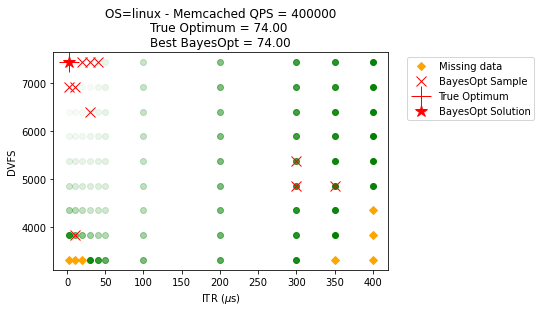 OS=linux - Memcached QPS = 400000
True Optimum = 74.00
Best BayesOpt = 74.00
Missing data
BayesOpt Sample
True Optimum
BayesOpt Solution
DVFS
7000
6000
5000
4000
0 50 100 150 200 250 300 350 400
ITR (μs)